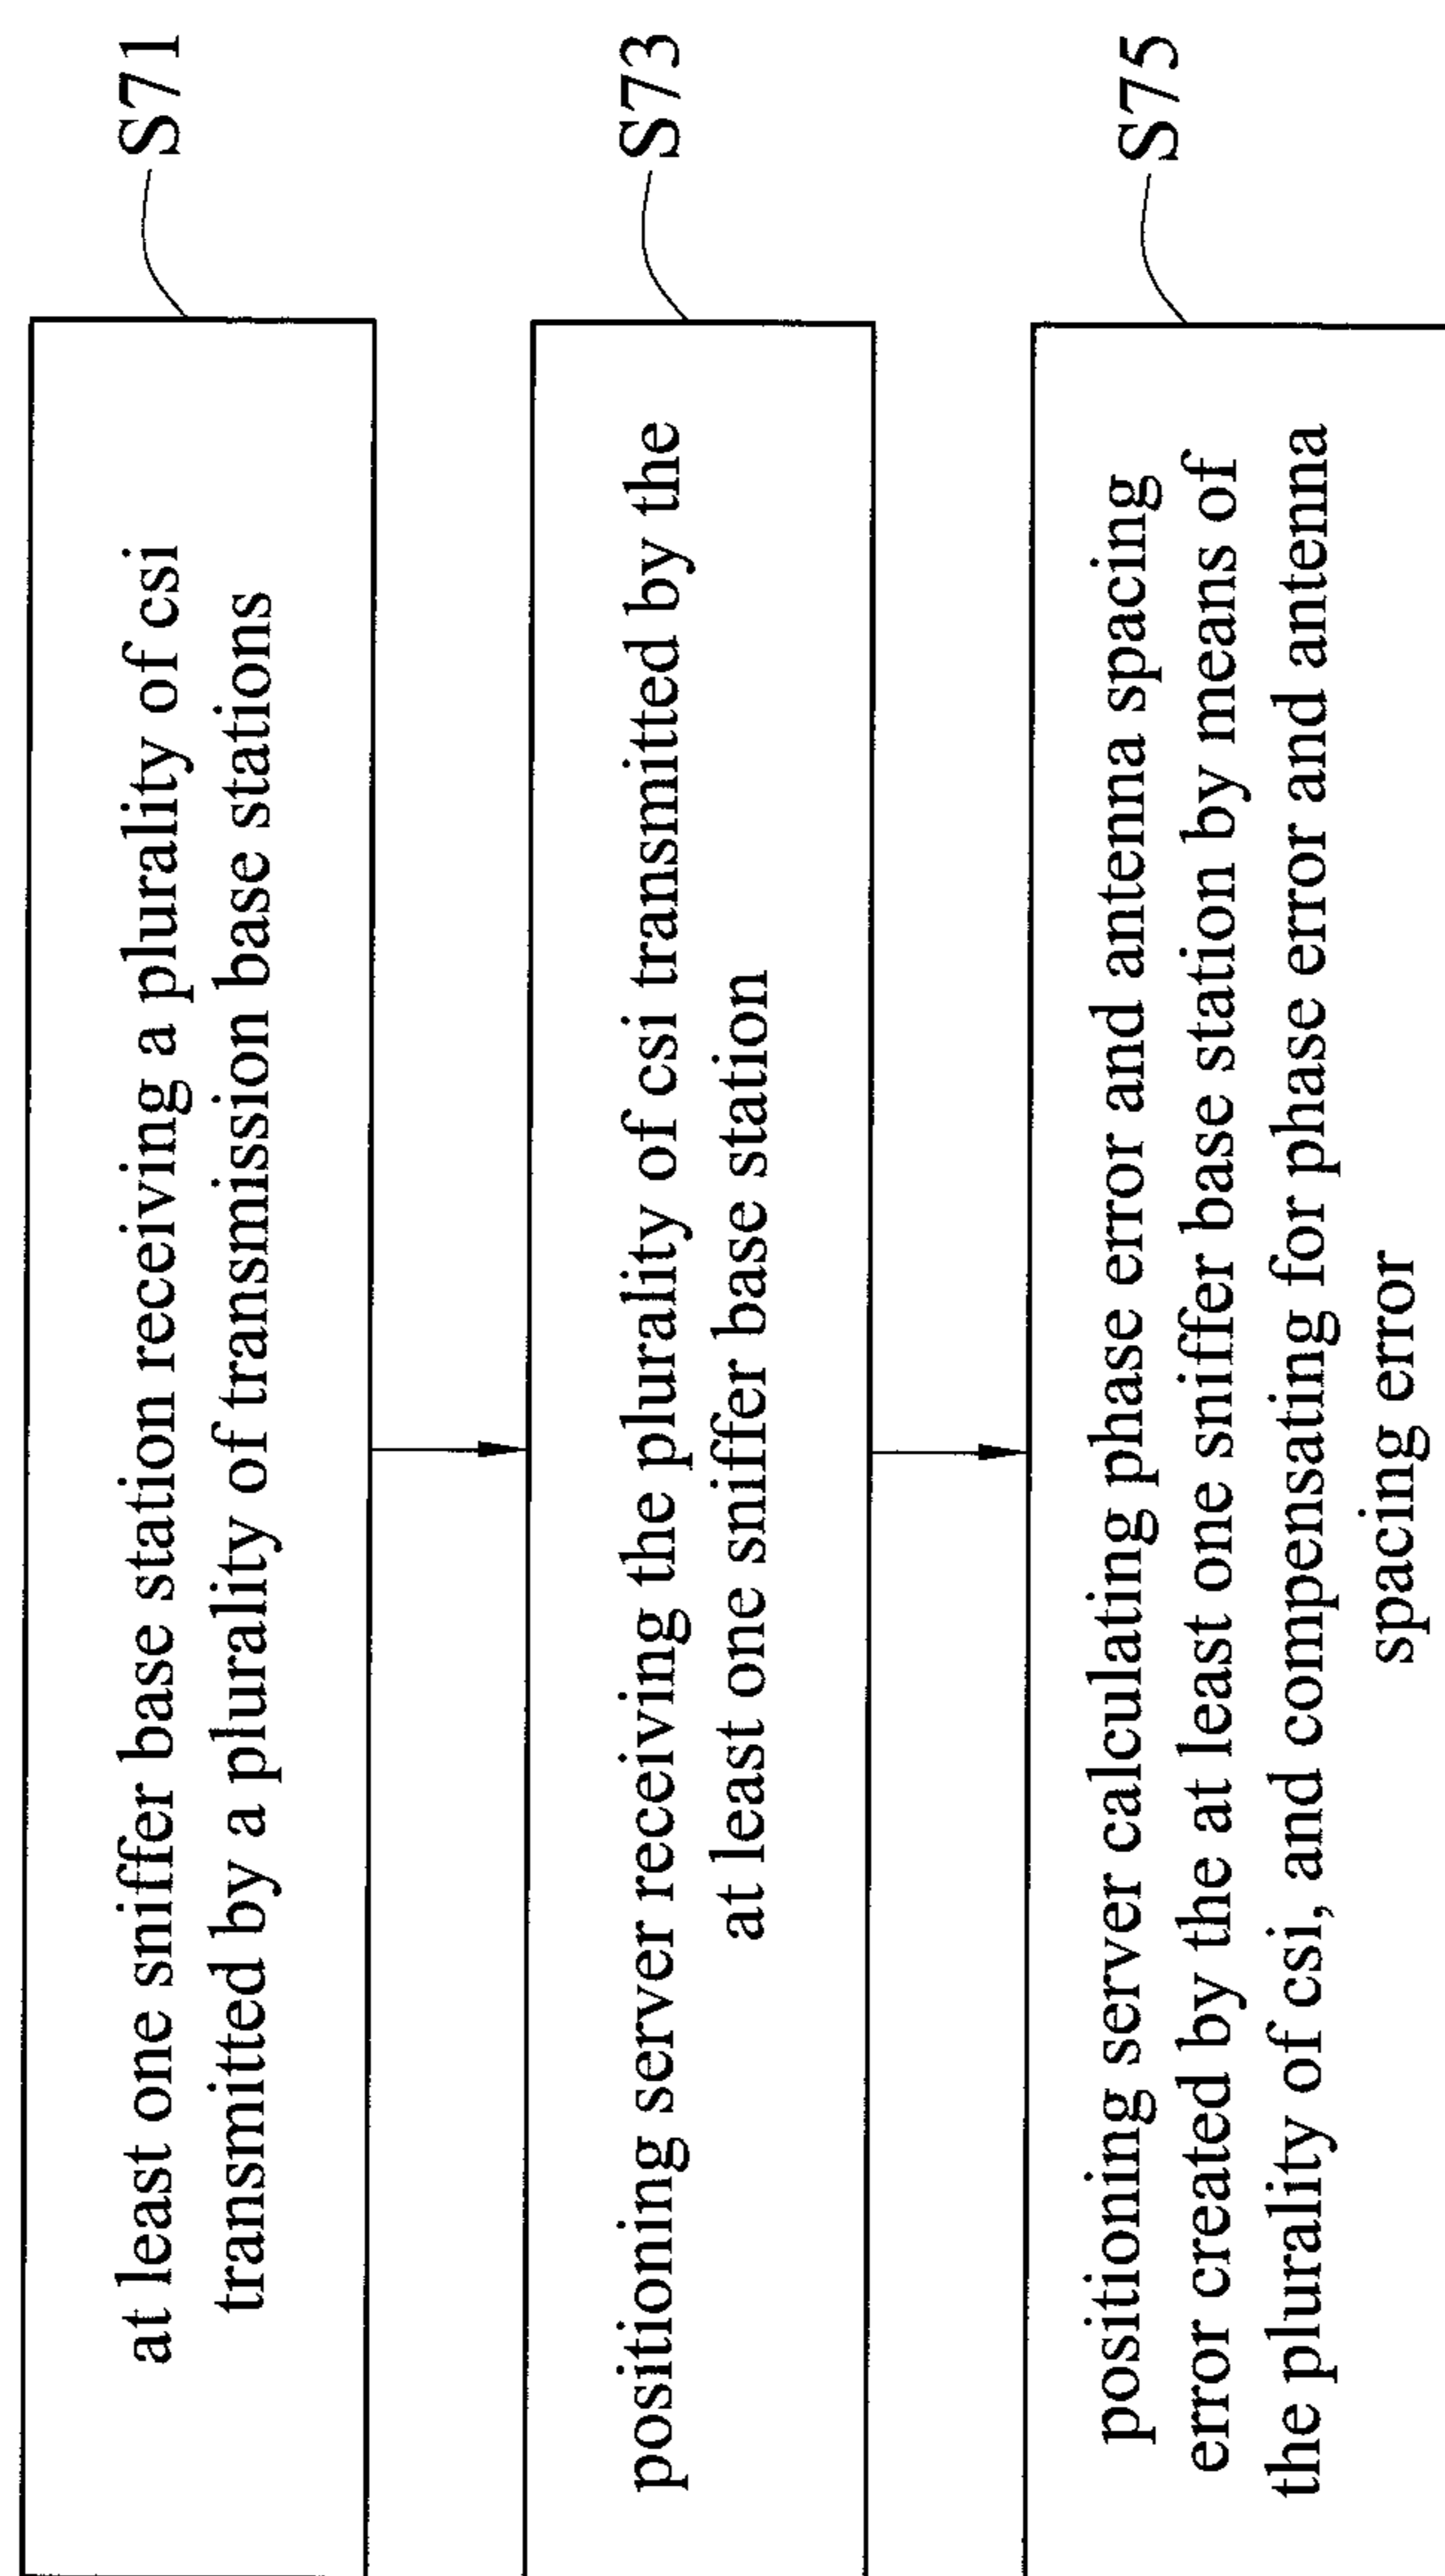 at least one sniffer base station receiving a plurality of csi
transmitted by a plurality of transmission base stations
S71
positioning server receiving the plurality of csi transmitted by the
at least one sniffer base station
S73
positioning server calculating phase error and antenna spacing
error created by the at least one sniffer base station by means of
the plurality of csi, and compensating for phase error and antenna
spacing error
S75